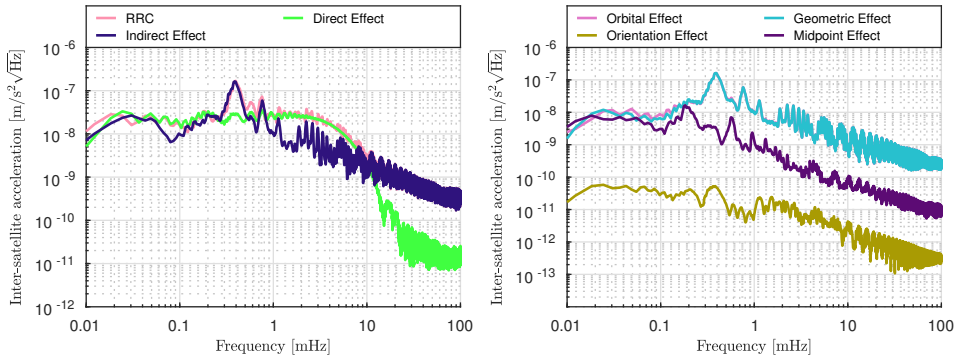 RRC
Direct Effect
Indirect Effect
Inter-satellite acceleration [m/s²√Hz]
10⁻⁶
10⁻⁷
10⁻⁸
10⁻⁹
10⁻¹⁰
10⁻¹¹
10⁻¹²
0.01 0.1 1 10 100
Frequency [mHz]
Orbital Effect
Geometric Effect
Orientation Effect
Midpoint Effect
Inter-satellite acceleration [m/s²√Hz]
10⁻⁶
10⁻⁷
10⁻⁸
10⁻⁹
10⁻¹⁰
10⁻¹¹
10⁻¹²
10⁻¹³
0.01 0.1 1 10 100
Frequency [mHz]